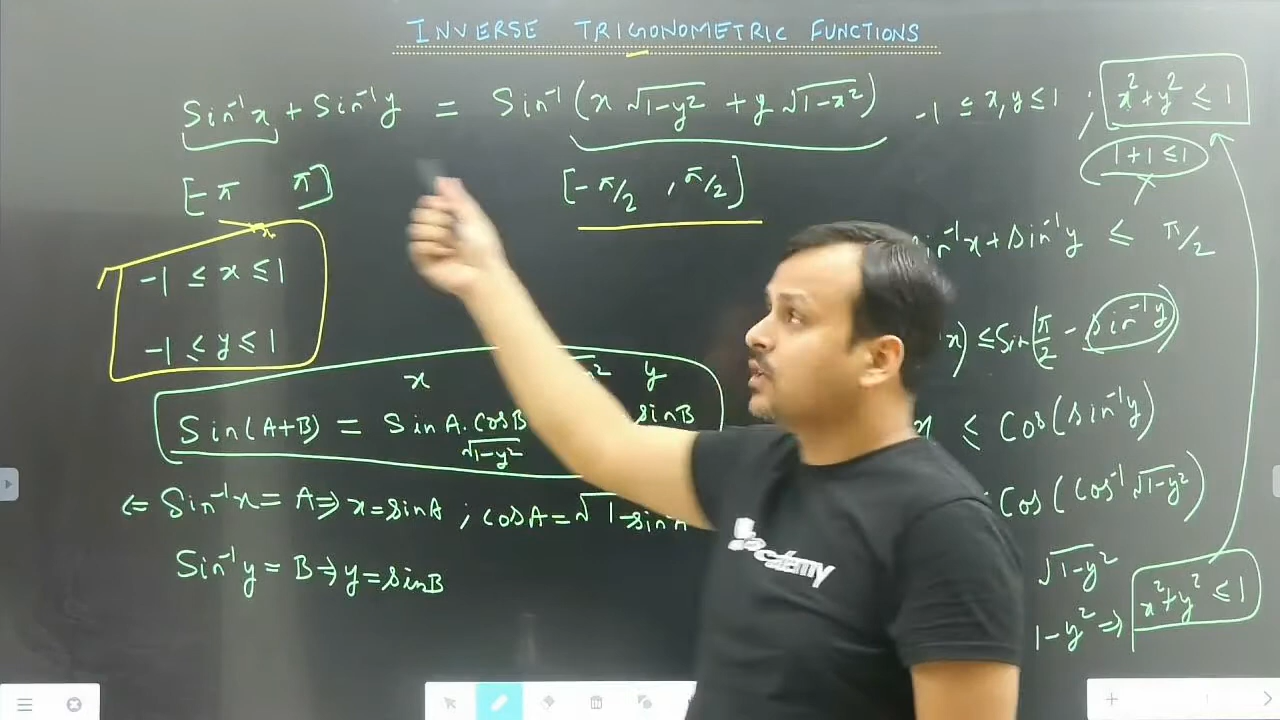 INVERSE TRIGONOMETRIC FUNCTIONS
Sin⁻¹x + Sin⁻¹y = Sin⁻¹(x √1-y² + y √1-x²) -1 ≤ x, y ≤ 1 ; x² + y² ≤ 1
1 + 1 ≤ 1
[-π π] [-π/2 , π/2]
sin⁻¹x + sin⁻¹y ≤ π/2
-1 ≤ x ≤ 1
x) ≤ Sin(π/2 - sin⁻¹y)
-1 ≤ y ≤ 1
x y
Sin(A+B) = SinA. CosB sinB
√1-y²
x ≤ Cos(sin⁻¹y)
⇐ Sin⁻¹x = A ⇒ x = sinA ; cosA = √1-sin²A
Cos(Cos⁻¹ √1-y²)
Sin⁻¹y = B ⇒ y = sinB
√1-y²
1-y² ⇒ x² + y² ≤ 1